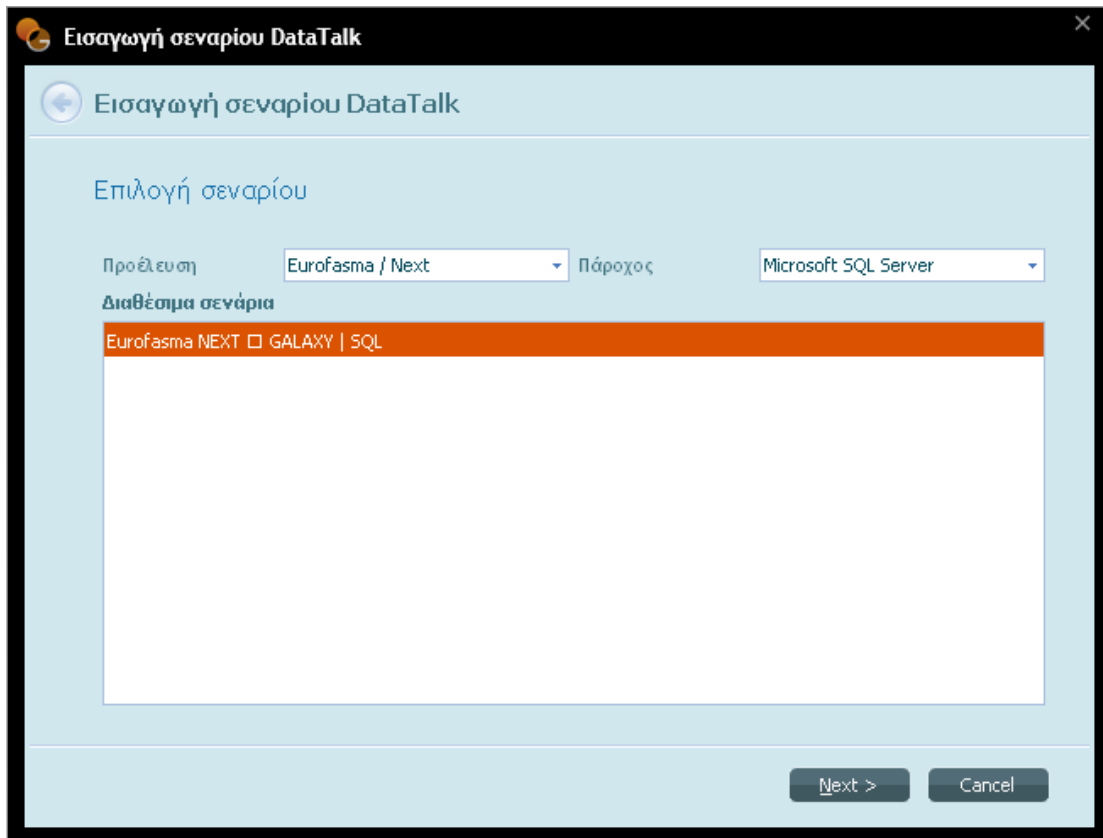 Εισαγωγή σεναρίου DataTalk
Εισαγωγή σεναρίου DataTalk
Επιλογή σεναρίου
Προέλευση Eurofasma / Next Πάροχος Microsoft SQL Server
Διαθέσιμα σενάρια
Eurofasma NEXT □ GALAXY | SQL
Next > Cancel